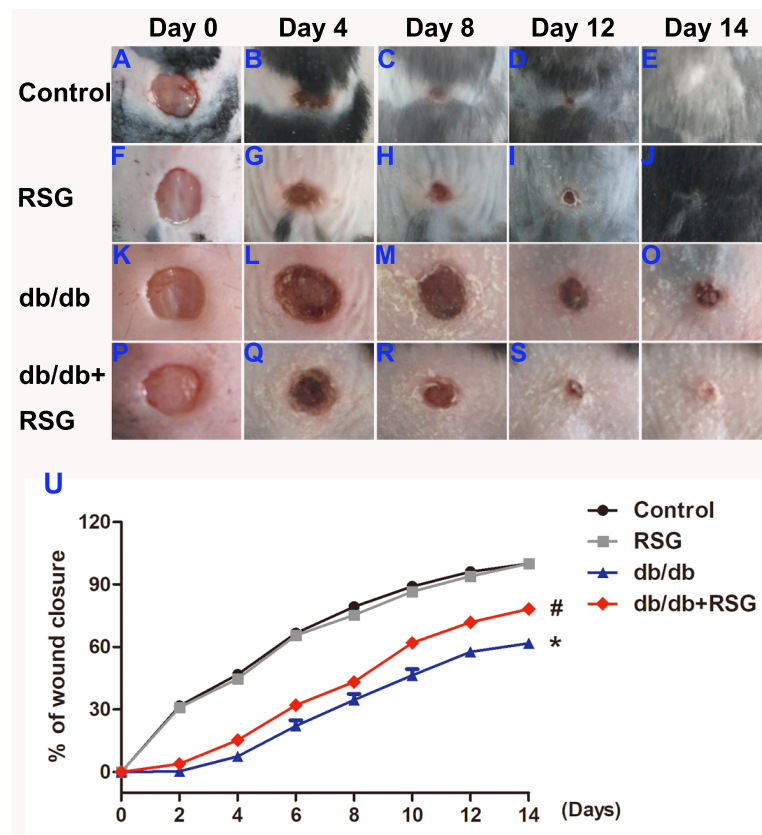 Day 0 Day 4 Day 8 Day 12 Day 14
Control A B C D E
RSG F G H I J
db/db K L M O
db/db+
RSG P Q R S
U
% of wound closure
120
90
60
30
0
0 2 4 6 8 10 12 14 (Days)
Control
RSG
db/db
db/db+RSG
#
*